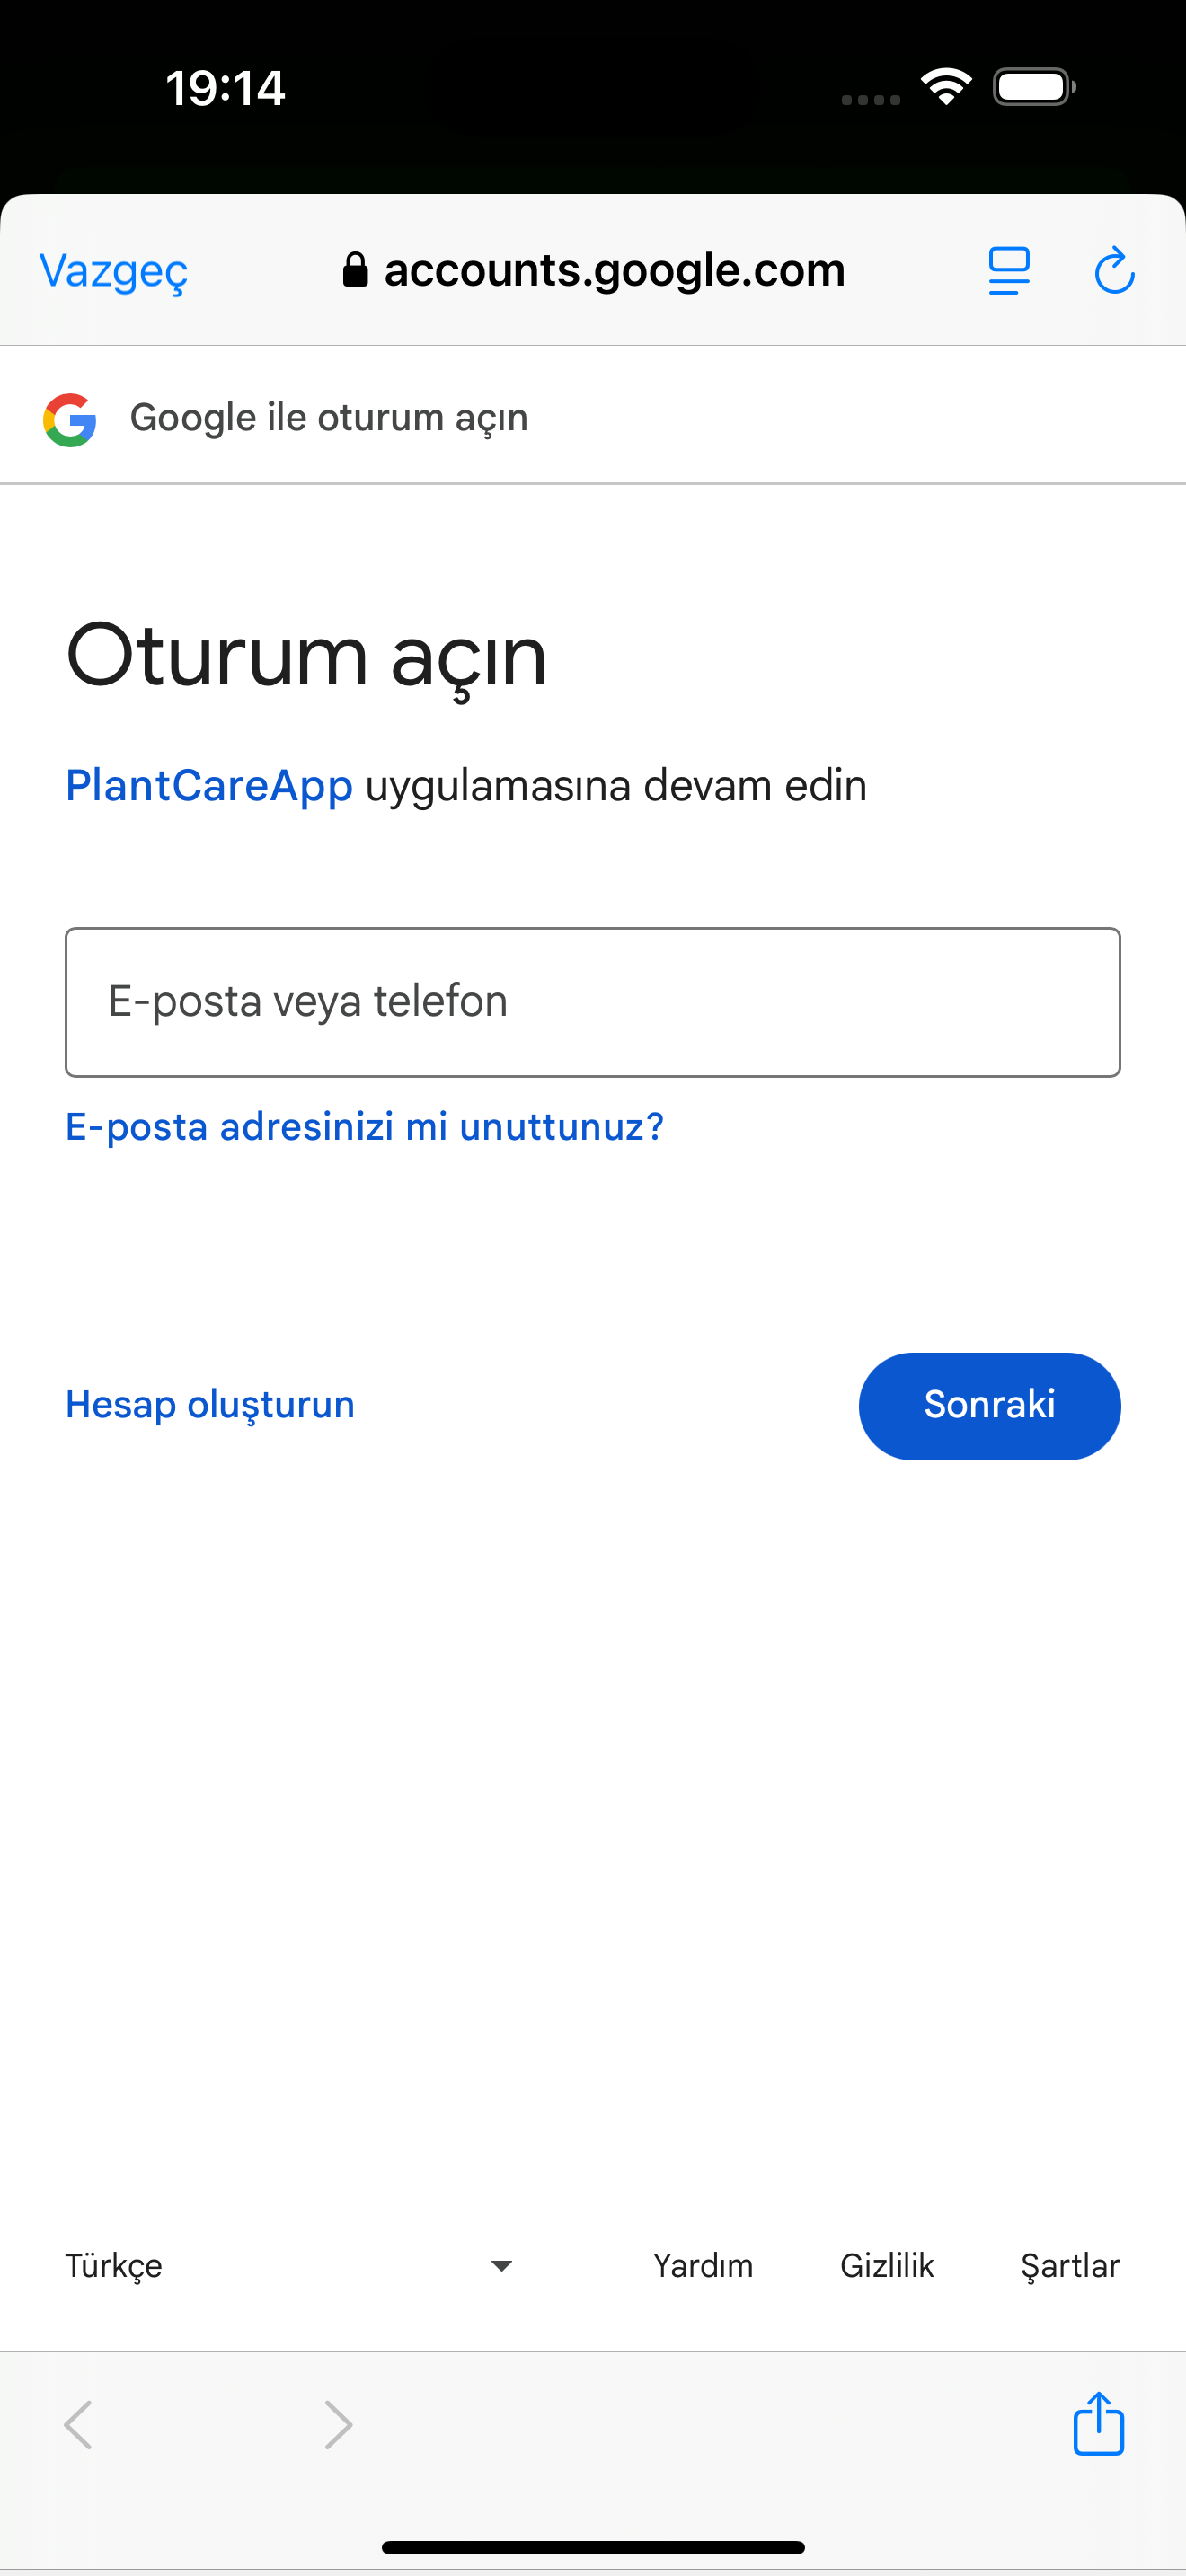 19:14
Vazgeç
accounts.google.com
Google ile oturum açın
Oturum açın
PlantCareApp uygulamasına devam edin
E-posta veya telefon
E-posta adresinizi mi unuttunuz?
Hesap oluşturun
Sonraki
Türkçe
Yardım
Gizlilik
Şartlar